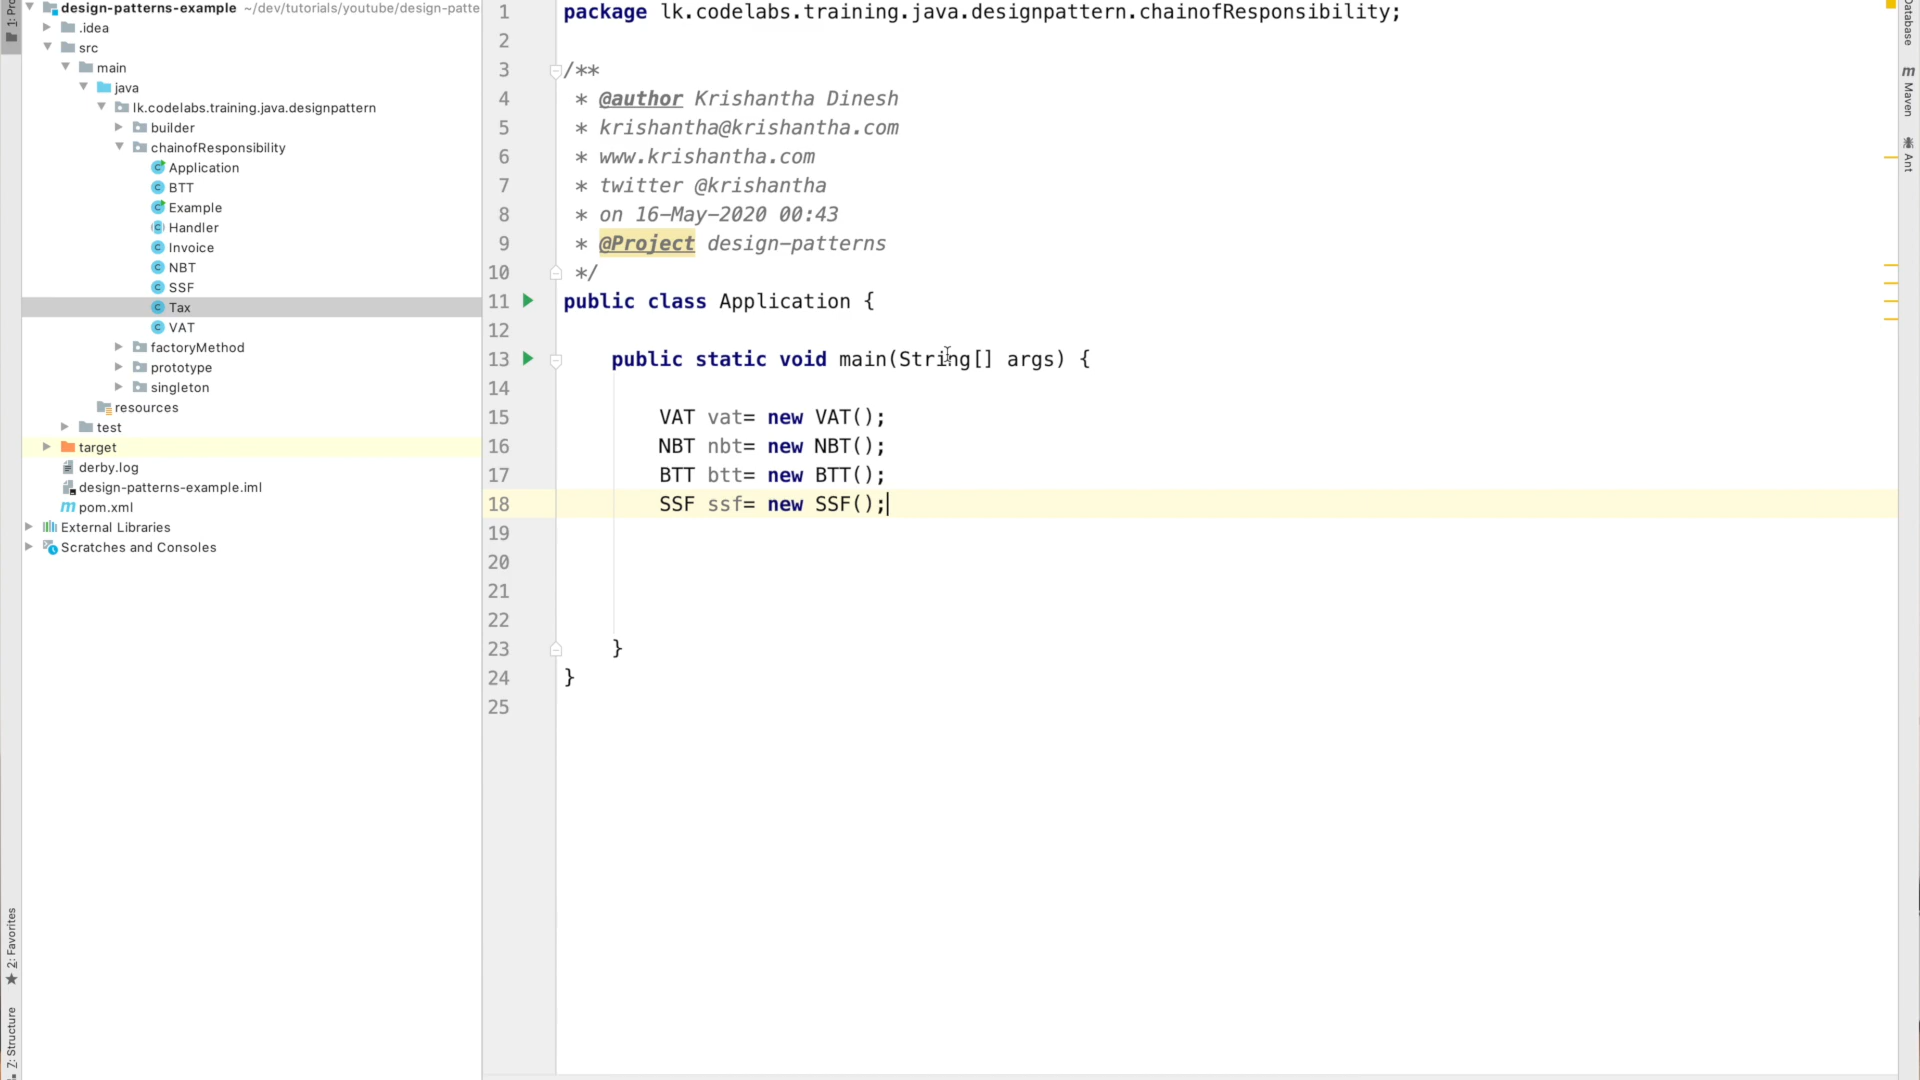 1: Pro
design-patterns-example ~/dev/tutorials/youtube/design-patte
.idea
src
main
java
lk.codelabs.training.java.designpattern
builder
chainofResponsibility
Application
BTT
Example
Handler
Invoice
NBT
SSF
Tax
VAT
factoryMethod
prototype
singleton
resources
test
target
derby.log
design-patterns-example.iml
pom.xml
External Libraries
Scratches and Consoles
2: Favorites
Z: Structure
1 package lk.codelabs.training.java.designpattern.chainofResponsibility;
2
3 /**
4 * @author Krishantha Dinesh
5 * krishantha@krishantha.com
6 * www.krishantha.com
7 * twitter @krishantha
8 * on 16-May-2020 00:43
9 * @Project design-patterns
10 */
11 public class Application {
12
13 public static void main(String[] args) {
14
15 VAT vat= new VAT();
16 NBT nbt= new NBT();
17 BTT btt= new BTT();
18 SSF ssf= new SSF();
19
20
21
22
23 }
24 }
25
Database
Maven
Ant